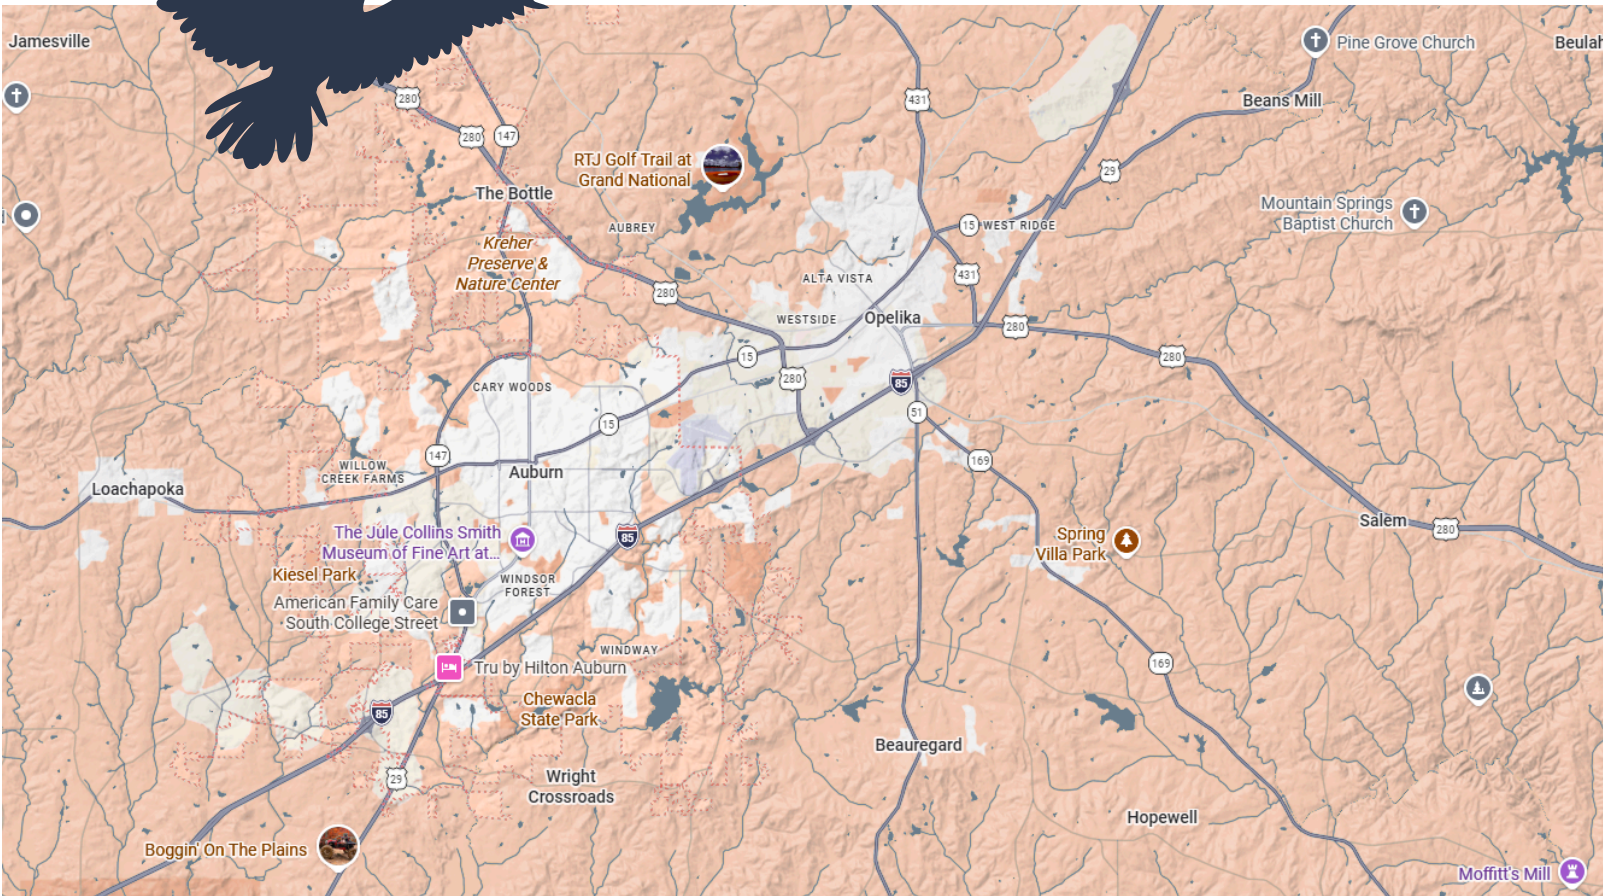 Jamesville
Pine Grove Church
Beulah
280
431
Beans Mill
280
147
RTJ Golf Trail at
Grand National
29
The Bottle
Mountain Springs
Baptist Church
AUBREY
15
WEST RIDGE
Kreher
Preserve &
Nature Center
ALTA VISTA
431
280
WESTSIDE
Opelika
280
15
280
280
85
CARY WOODS
51
15
147
169
WILLOW
CREEK FARMS
Auburn
Loachapoka
Salem
280
The Jule Collins Smith
Museum of Fine Art at...
85
Spring
Villa Park
Kiesel Park
WINDSOR
FOREST
American Family Care
South College Street
WINDWAY
169
Tru by Hilton Auburn
Chewacla
State Park
85
Beauregard
29
Wright
Crossroads
Hopewell
Boggin' On The Plains
Moffitt's Mill